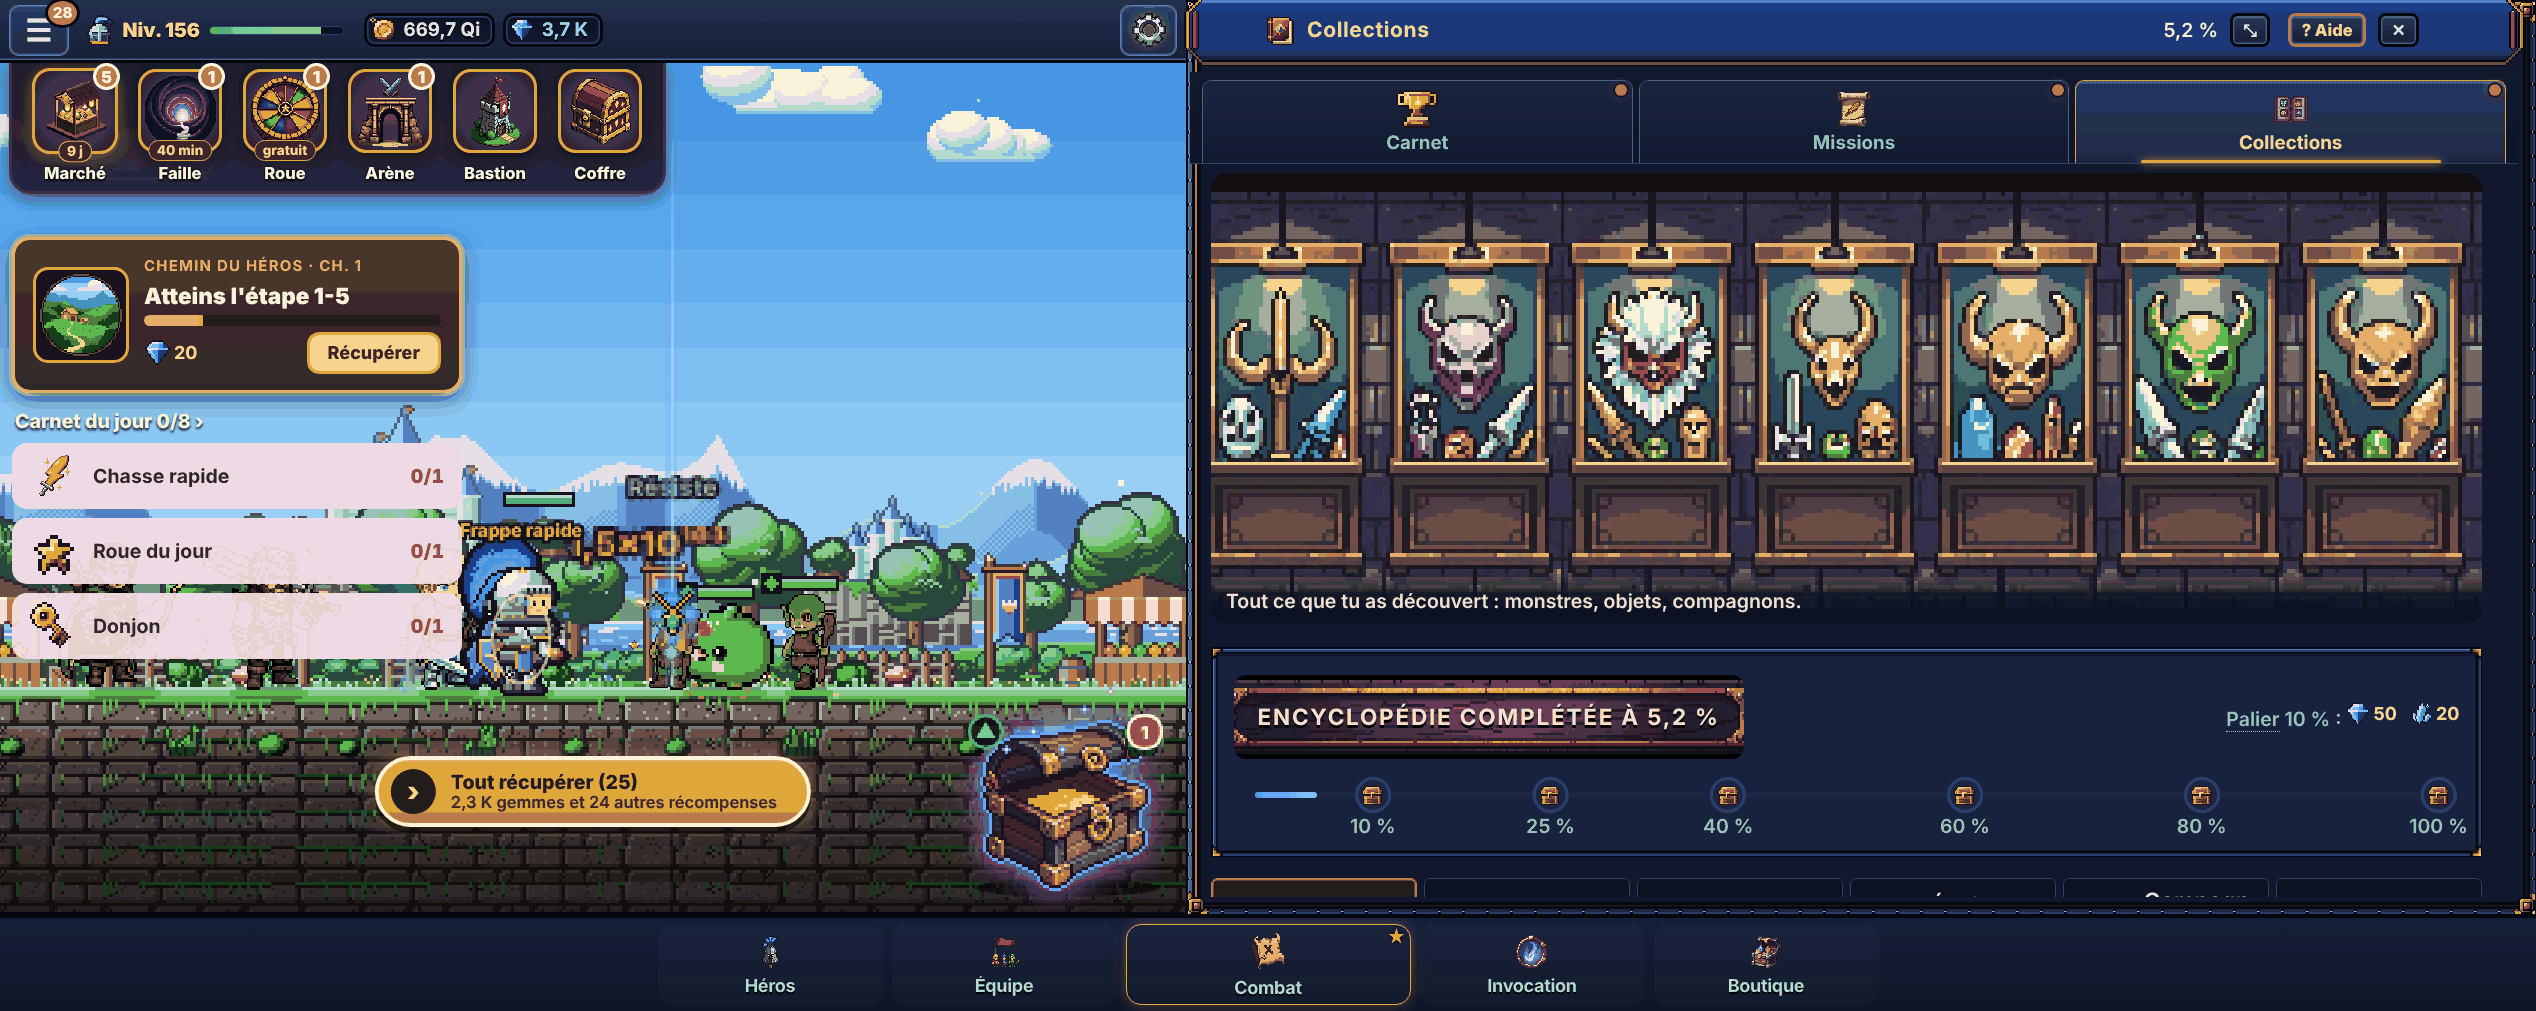 28
Niv. 156
669,7 Qi
3,7 K
5
1
1
1
9 j
40 min
gratuit
Marché
Faille
Roue
Arène
Bastion
Coffre
CHEMIN DU HÉROS · CH. 1
Atteins l'étape 1-5
20
Récupérer
Carnet du jour 0/8 ›
Chasse rapide 0/1
Roue du jour 0/1
Donjon 0/1
Résiste
Frappe rapide
1
Tout récupérer (25)
2,3 K gemmes et 24 autres récompenses
Collections
5,2 %
? Aide
Carnet
Missions
Collections
Tout ce que tu as découvert : monstres, objets, compagnons.
ENCYCLOPÉDIE COMPLÉTÉE À 5,2 %
Palier 10 % : 50 20
10 %
25 %
40 %
60 %
80 %
100 %
Héros
Équipe
Combat
Invocation
Boutique